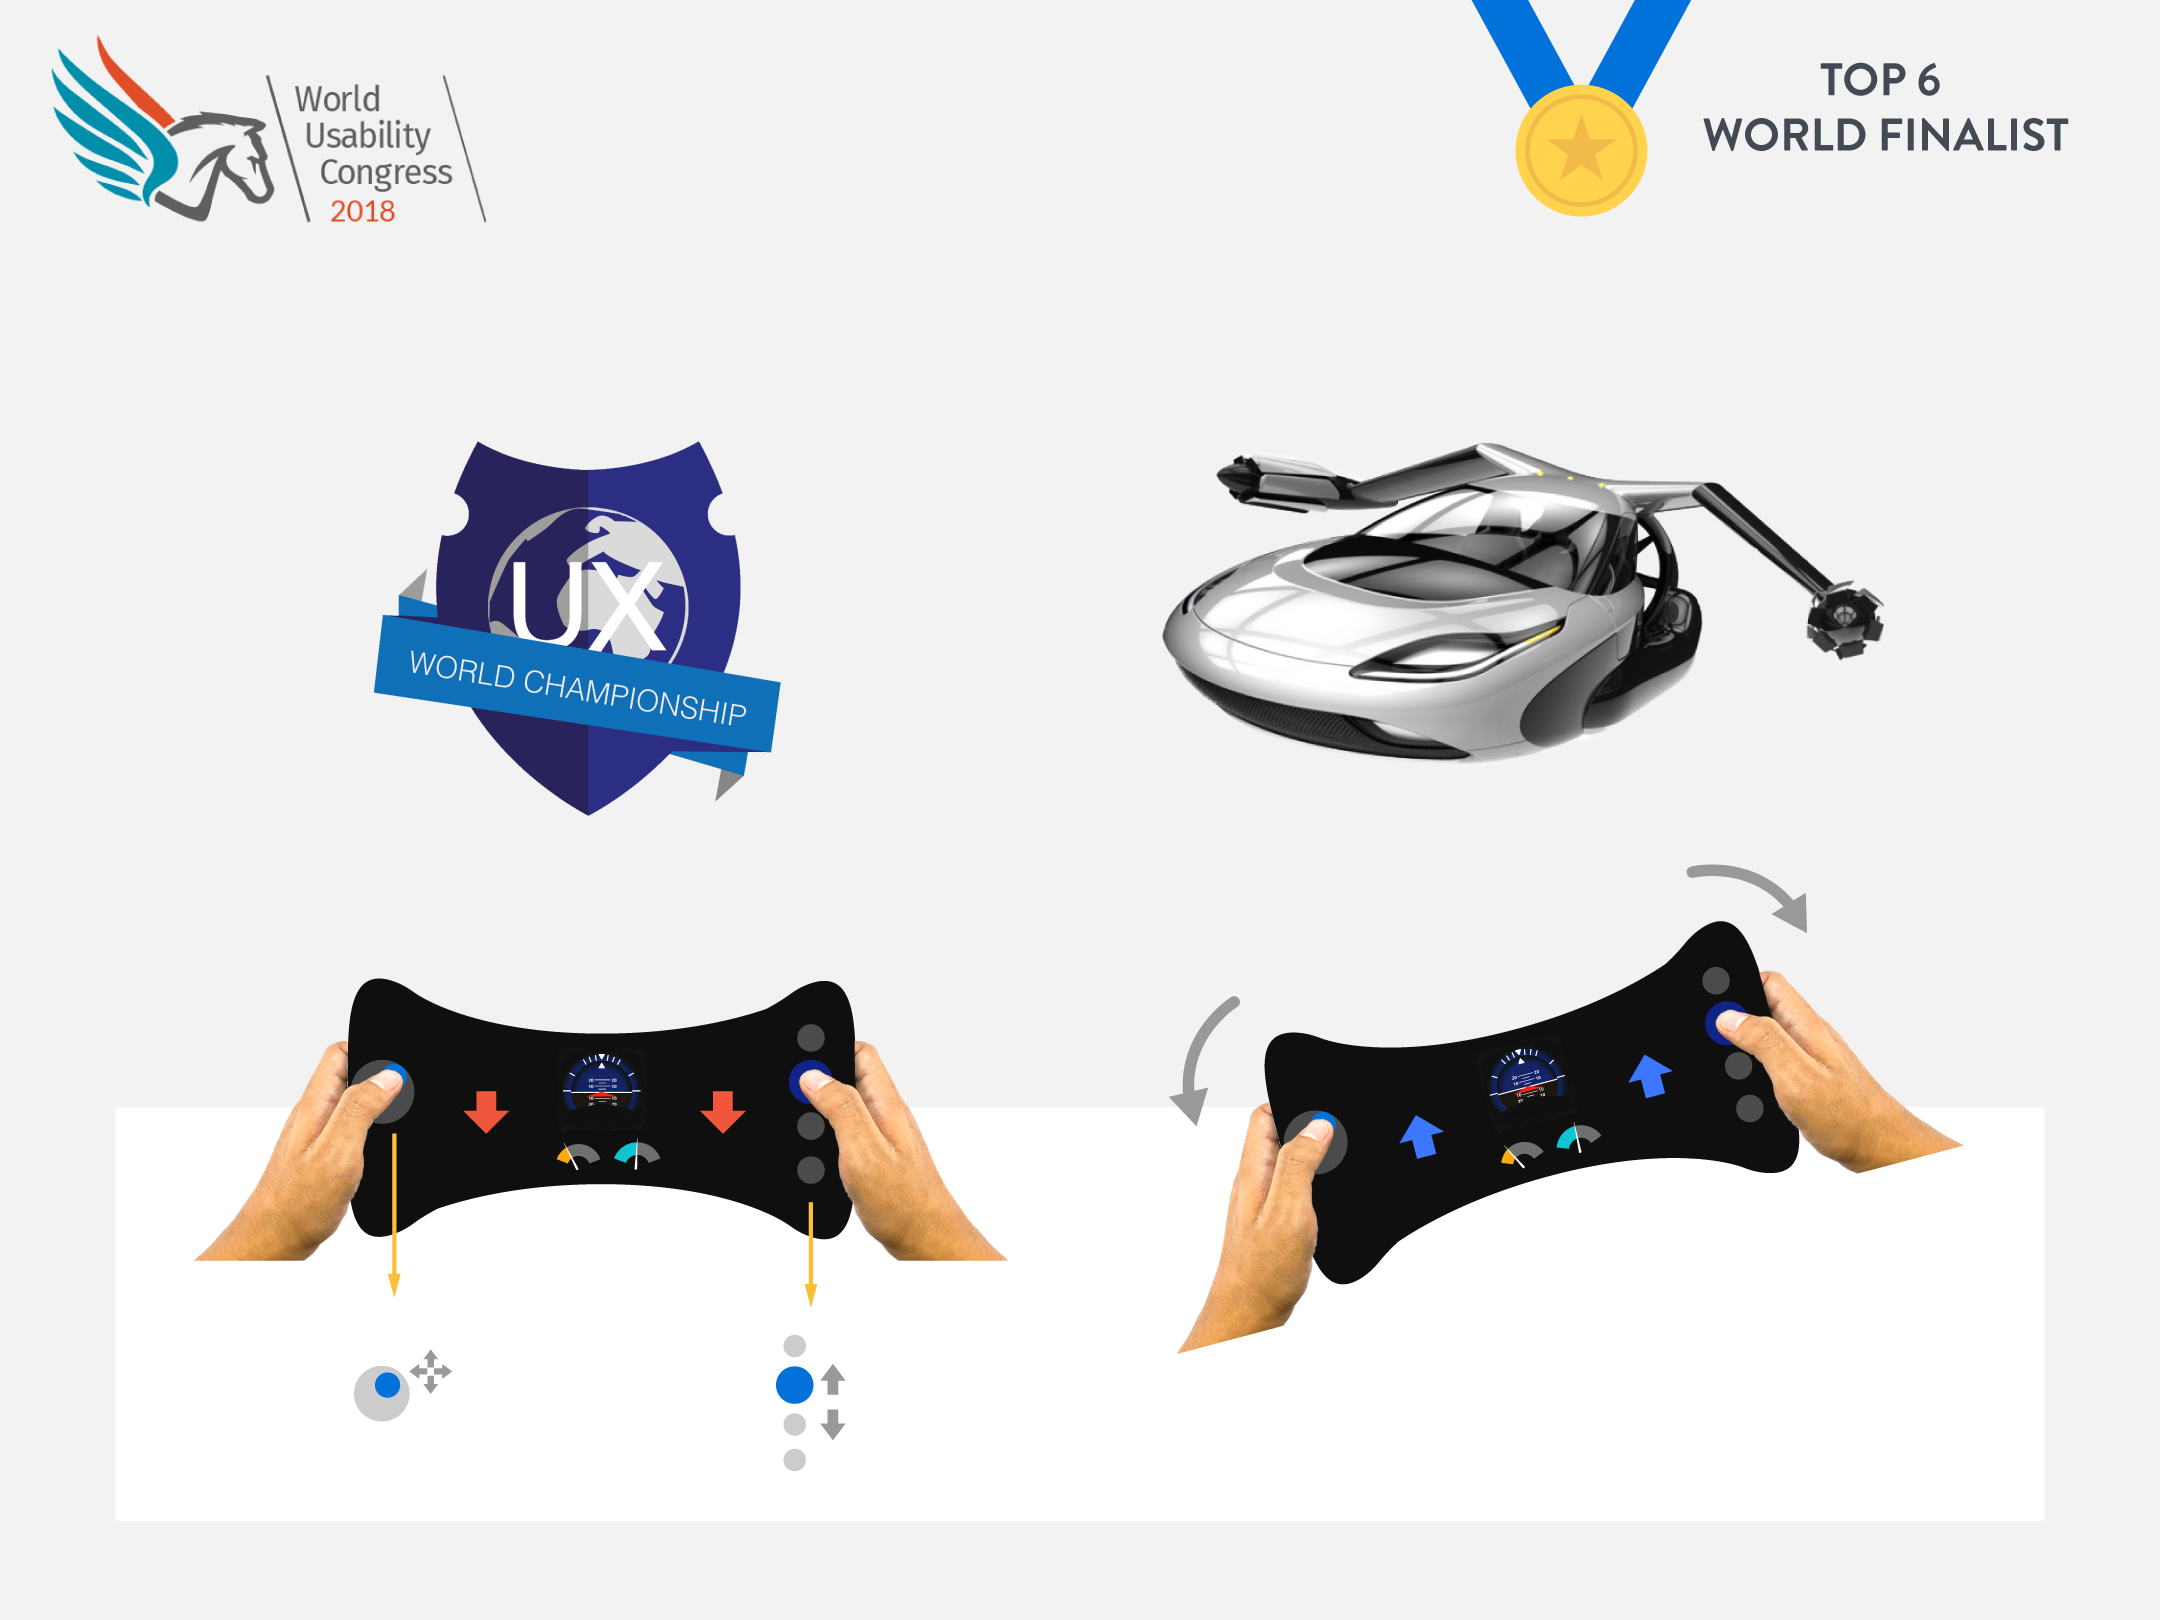 World
Usability
Congress
2018
TOP 6
WORLD FINALIST
UX
WORLD CHAMPIONSHIP